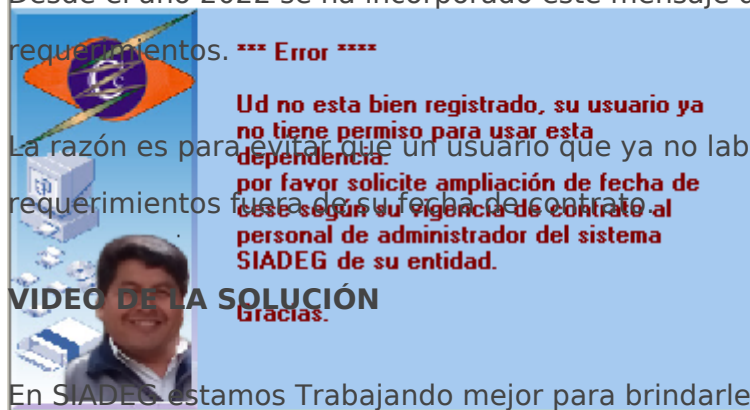 Desde el año 2022 se ha incorporado este mensaje d
requerimientos.
*** Error ****
Ud no esta bien registrado, su usuario ya
no tiene permiso para usar esta
La razón es para evitar que un usuario que ya no lab
dependencia.
por favor solicite ampliación de fecha de
requerimientos fuera de su fecha de contrato.
cese según su vigencia de contrato al
personal de administrador del sistema
SIADEG de su entidad.
VIDEO DE LA SOLUCIÓN
Gracias.
En SIADEG estamos Trabajando mejor para brindarle